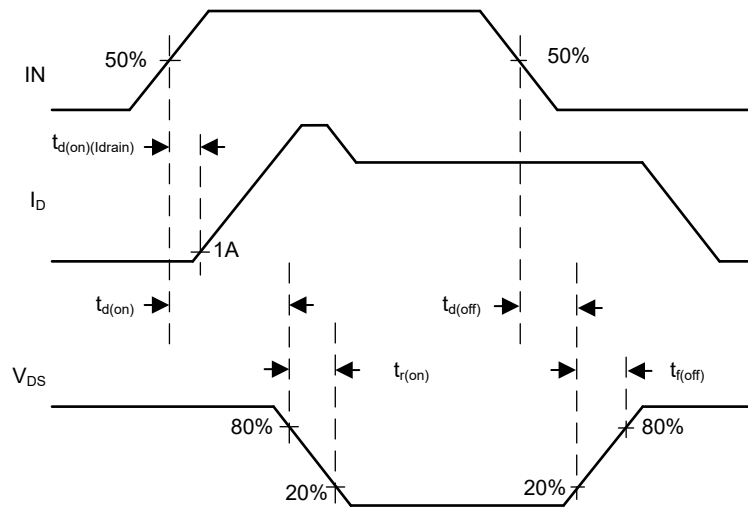 50%
50%
IN
t_d(on)(Idrain)
I_D
1A
t_d(on)
t_d(off)
t_r(on)
t_f(off)
V_DS
80%
80%
20%
20%